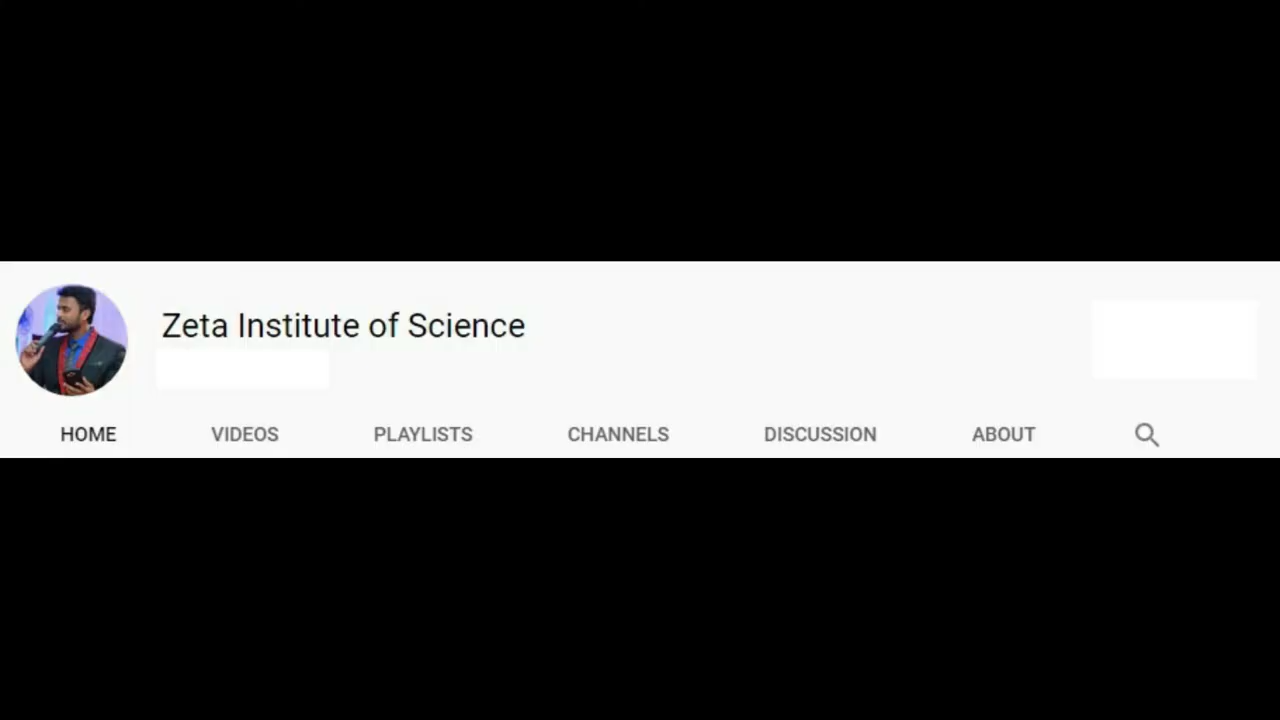 Zeta Institute of Science
HOME VIDEOS PLAYLISTS CHANNELS DISCUSSION ABOUT